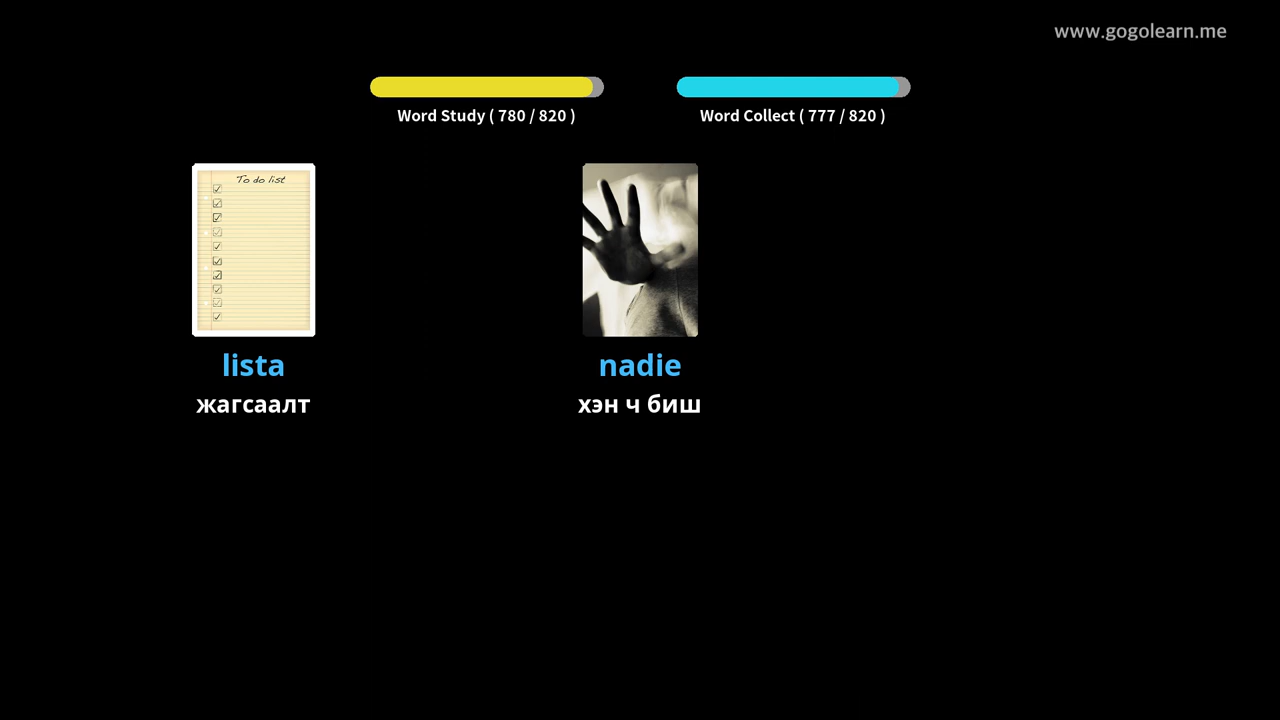 www.gogolearn.me
Word Study ( 780 / 820 )
Word Collect ( 777 / 820 )
To do list
lista
nadie
жагсаалт
хэн ч биш